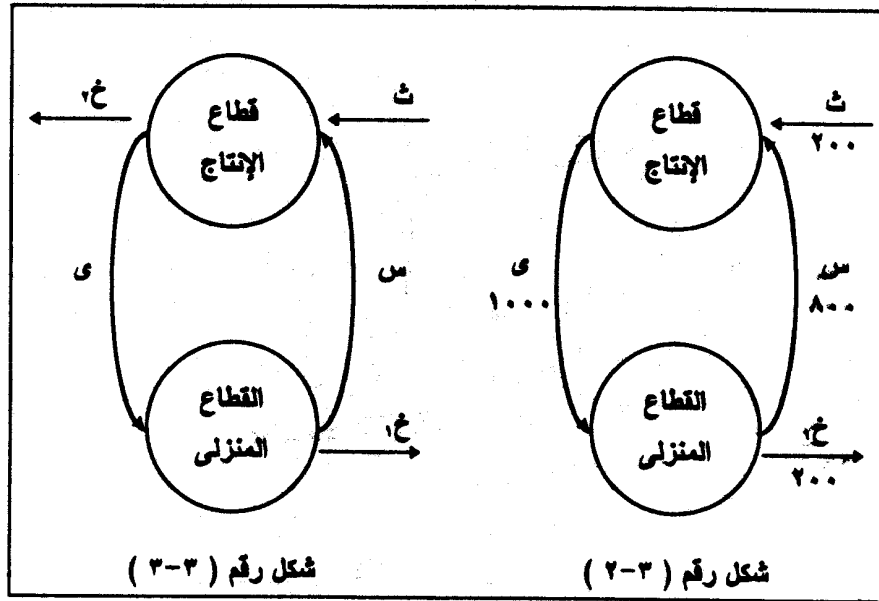 ث
٢٠٠
قطاع
الإنتاج
س
٨٠٠
ى
١٠٠٠
القطاع
المنزلى
خ
٢٠٠
شكل رقم ( ٣-٢ )
ث
قطاع
الإنتاج
خ٢
س
ى
القطاع
المنزلى
خ١
شكل رقم ( ٣-٣ )